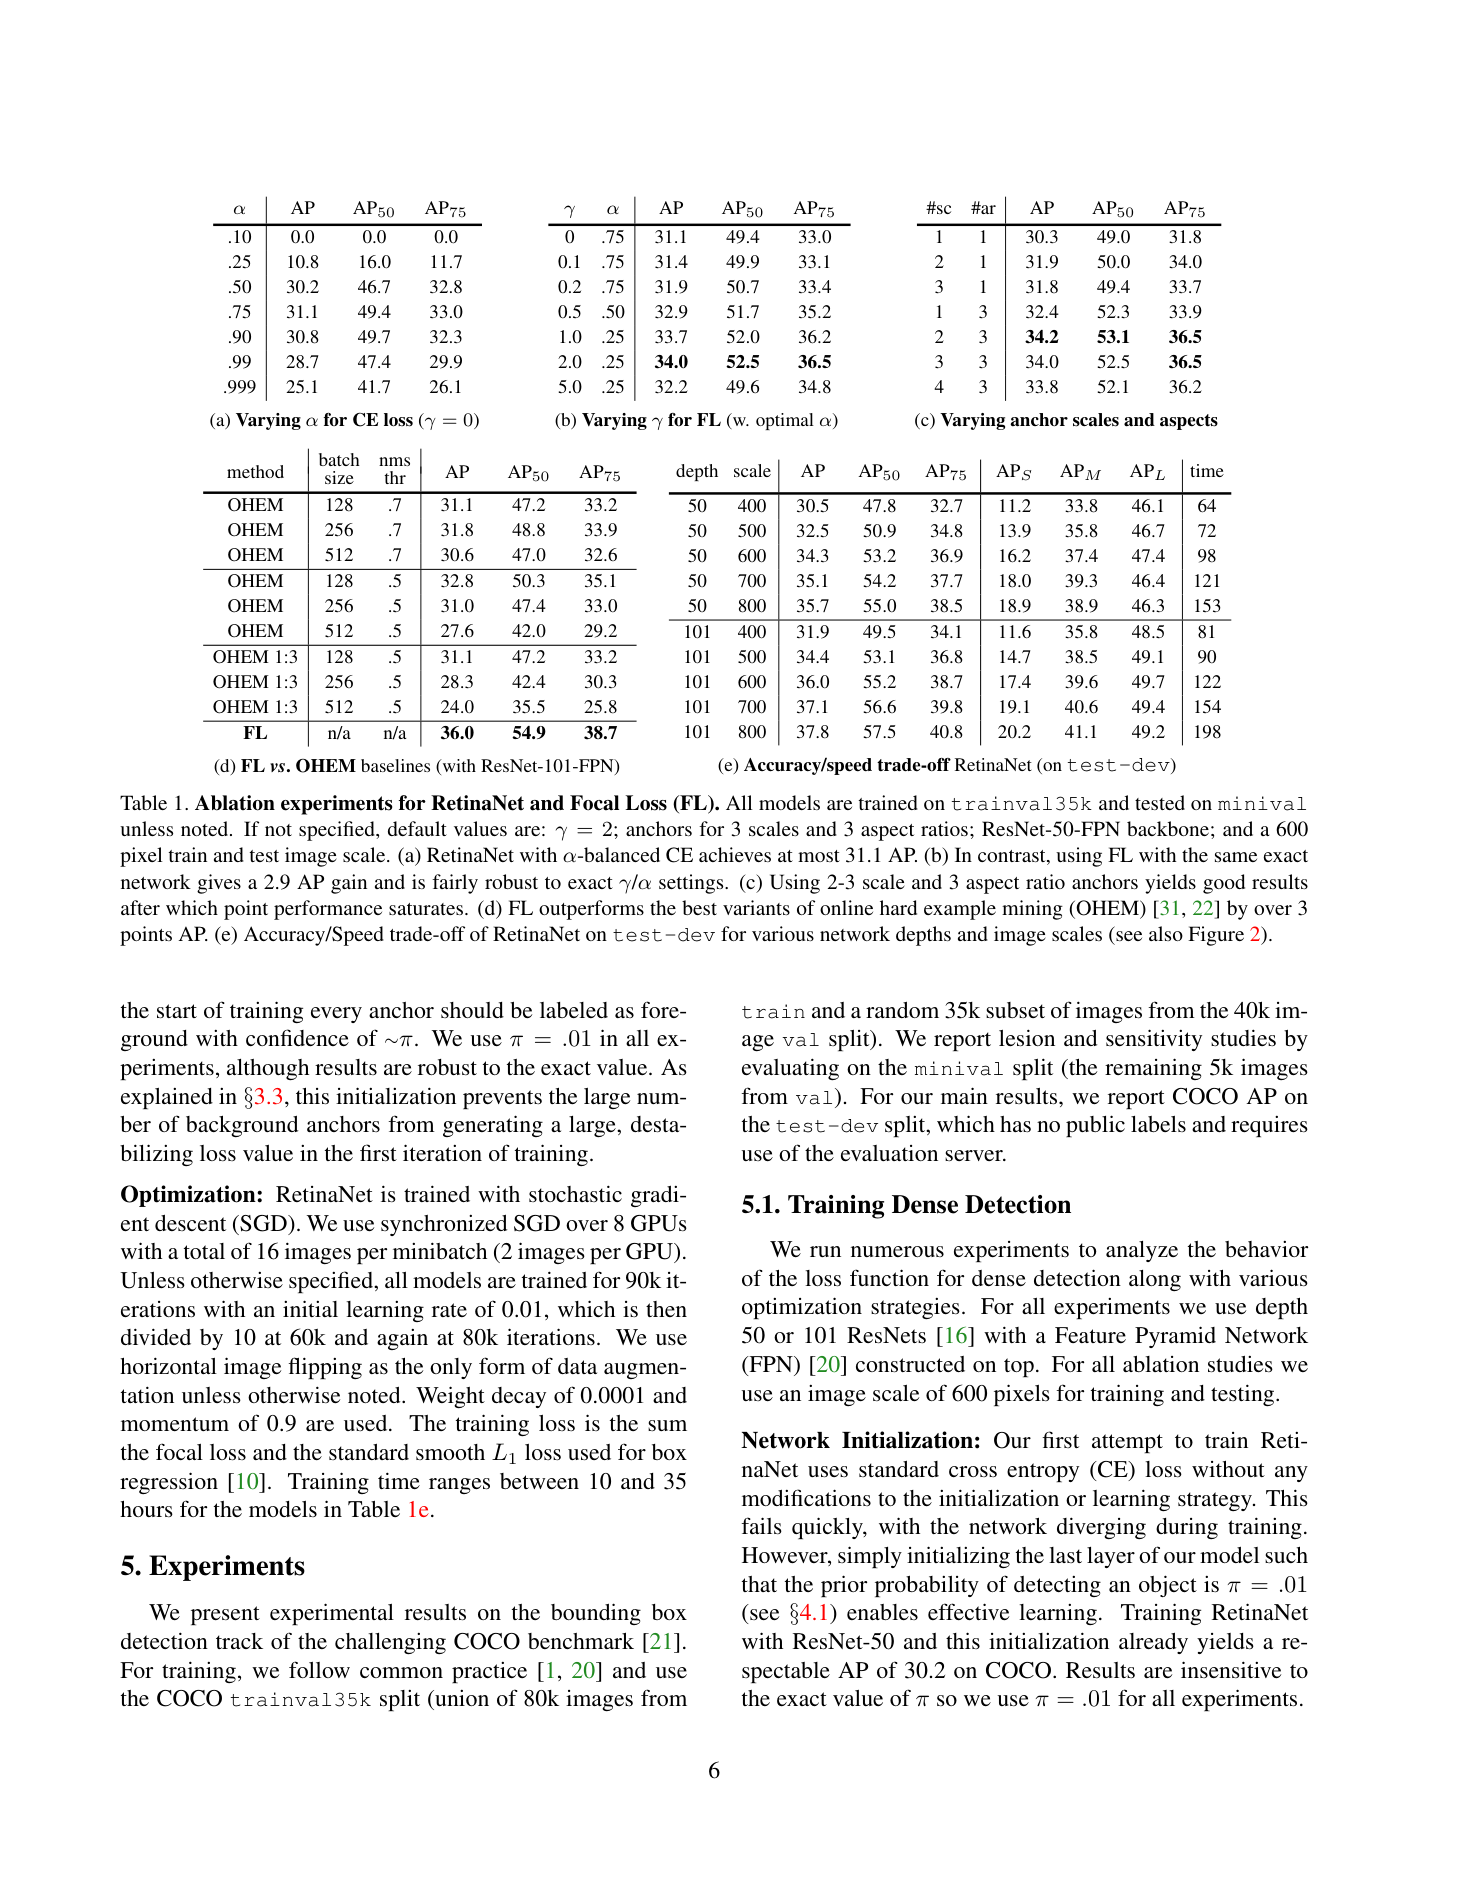 α AP AP50 AP75
.10 0.0 0.0 0.0
.25 10.8 16.0 11.7
.50 30.2 46.7 32.8
.75 31.1 49.4 33.0
.90 30.8 49.7 32.3
.99 28.7 47.4 29.9
.999 25.1 41.7 26.1
(a) Varying α for CE loss (γ = 0)
γ α AP AP50 AP75
0 .75 31.1 49.4 33.0
0.1 .75 31.4 49.9 33.1
0.2 .75 31.9 50.7 33.4
0.5 .50 32.9 51.7 35.2
1.0 .25 33.7 52.0 36.2
2.0 .25 34.0 52.5 36.5
5.0 .25 32.2 49.6 34.8
(b) Varying γ for FL (w. optimal α)
#sc #ar AP AP50 AP75
1 1 30.3 49.0 31.8
2 1 31.9 50.0 34.0
3 1 31.8 49.4 33.7
1 3 32.4 52.3 33.9
2 3 34.2 53.1 36.5
3 3 34.0 52.5 36.5
4 3 33.8 52.1 36.2
(c) Varying anchor scales and aspects
method batch size nms thr AP AP50 AP75
OHEM 128 .7 31.1 47.2 33.2
OHEM 256 .7 31.8 48.8 33.9
OHEM 512 .7 30.6 47.0 32.6
OHEM 128 .5 32.8 50.3 35.1
OHEM 256 .5 31.0 47.4 33.0
OHEM 512 .5 27.6 42.0 29.2
OHEM 1:3 128 .5 31.1 47.2 33.2
OHEM 1:3 256 .5 28.3 42.4 30.3
OHEM 1:3 512 .5 24.0 35.5 25.8
FL n/a n/a 36.0 54.9 38.7
(d) FL vs. OHEM baselines (with ResNet-101-FPN)
depth scale AP AP50 AP75 APS APM APL time
50 400 30.5 47.8 32.7 11.2 33.8 46.1 64
50 500 32.5 50.9 34.8 13.9 35.8 46.7 72
50 600 34.3 53.2 36.9 16.2 37.4 47.4 98
50 700 35.1 54.2 37.7 18.0 39.3 46.4 121
50 800 35.7 55.0 38.5 18.9 38.9 46.3 153
101 400 31.9 49.5 34.1 11.6 35.8 48.5 81
101 500 34.4 53.1 36.8 14.7 38.5 49.1 90
101 600 36.0 55.2 38.7 17.4 39.6 49.7 122
101 700 37.1 56.6 39.8 19.1 40.6 49.4 154
101 800 37.8 57.5 40.8 20.2 41.1 49.2 198
(e) Accuracy/speed trade-off RetinaNet (on test-dev)
Table 1. Ablation experiments for RetinaNet and Focal Loss (FL). All models are trained on trainval35k and tested on minival
unless noted. If not specified, default values are: γ = 2; anchors for 3 scales and 3 aspect ratios; ResNet-50-FPN backbone; and a 600
pixel train and test image scale. (a) RetinaNet with α-balanced CE achieves at most 31.1 AP. (b) In contrast, using FL with the same exact
network gives a 2.9 AP gain and is fairly robust to exact γ/α settings. (c) Using 2-3 scale and 3 aspect ratio anchors yields good results
after which point performance saturates. (d) FL outperforms the best variants of online hard example mining (OHEM) [31, 22] by over 3
points AP. (e) Accuracy/Speed trade-off of RetinaNet on test-dev for various network depths and image scales (see also Figure 2).
the start of training every anchor should be labeled as fore-
ground with confidence of ∼π. We use π = .01 in all ex-
periments, although results are robust to the exact value. As
explained in §3.3, this initialization prevents the large num-
ber of background anchors from generating a large, desta-
bilizing loss value in the first iteration of training.
Optimization: RetinaNet is trained with stochastic gradi-
ent descent (SGD). We use synchronized SGD over 8 GPUs
with a total of 16 images per minibatch (2 images per GPU).
Unless otherwise specified, all models are trained for 90k it-
erations with an initial learning rate of 0.01, which is then
divided by 10 at 60k and again at 80k iterations. We use
horizontal image flipping as the only form of data augmen-
tation unless otherwise noted. Weight decay of 0.0001 and
momentum of 0.9 are used. The training loss is the sum
the focal loss and the standard smooth L1 loss used for box
regression [10]. Training time ranges between 10 and 35
hours for the models in Table 1e.
5. Experiments
We present experimental results on the bounding box
detection track of the challenging COCO benchmark [21].
For training, we follow common practice [1, 20] and use
the COCO trainval35k split (union of 80k images from
train and a random 35k subset of images from the 40k im-
age val split). We report lesion and sensitivity studies by
evaluating on the minival split (the remaining 5k images
from val). For our main results, we report COCO AP on
the test-dev split, which has no public labels and requires
use of the evaluation server.
5.1. Training Dense Detection
We run numerous experiments to analyze the behavior
of the loss function for dense detection along with various
optimization strategies. For all experiments we use depth
50 or 101 ResNets [16] with a Feature Pyramid Network
(FPN) [20] constructed on top. For all ablation studies we
use an image scale of 600 pixels for training and testing.
Network Initialization: Our first attempt to train Reti-
naNet uses standard cross entropy (CE) loss without any
modifications to the initialization or learning strategy. This
fails quickly, with the network diverging during training.
However, simply initializing the last layer of our model such
that the prior probability of detecting an object is π = .01
(see §4.1) enables effective learning. Training RetinaNet
with ResNet-50 and this initialization already yields a re-
spectable AP of 30.2 on COCO. Results are insensitive to
the exact value of π so we use π = .01 for all experiments.
6